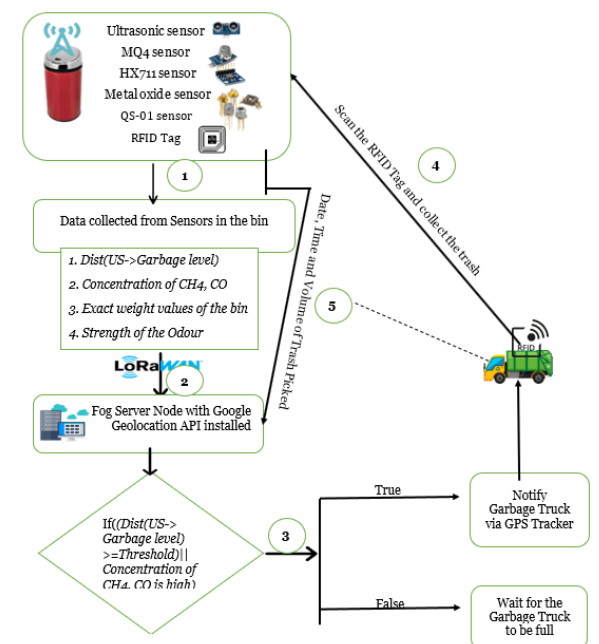 Ultrasonic sensor
MQ4 sensor
HX711 sensor
Metal oxide sensor
QS-01 sensor
RFID Tag
1
Data collected from Sensors in the bin
1. Dist(US->Garbage level)
2. Concentration of CH4, CO
3. Exact weight values of the bin
4. Strength of the Odour
LoRaWAN
2
Fog Server Node with Google
Geolocation API installed
If((Dist(US->
Garbage level)
>=Threshold)||
Concentration of
CH4, CO is high)
3
True
False
Notify
Garbage Truck
via GPS Tracker
Wait for the
Garbage Truck
to be full
RFID
Scan the RFID Tag and collect the trash
4
Date, Time and Volume of Trash Picked
5